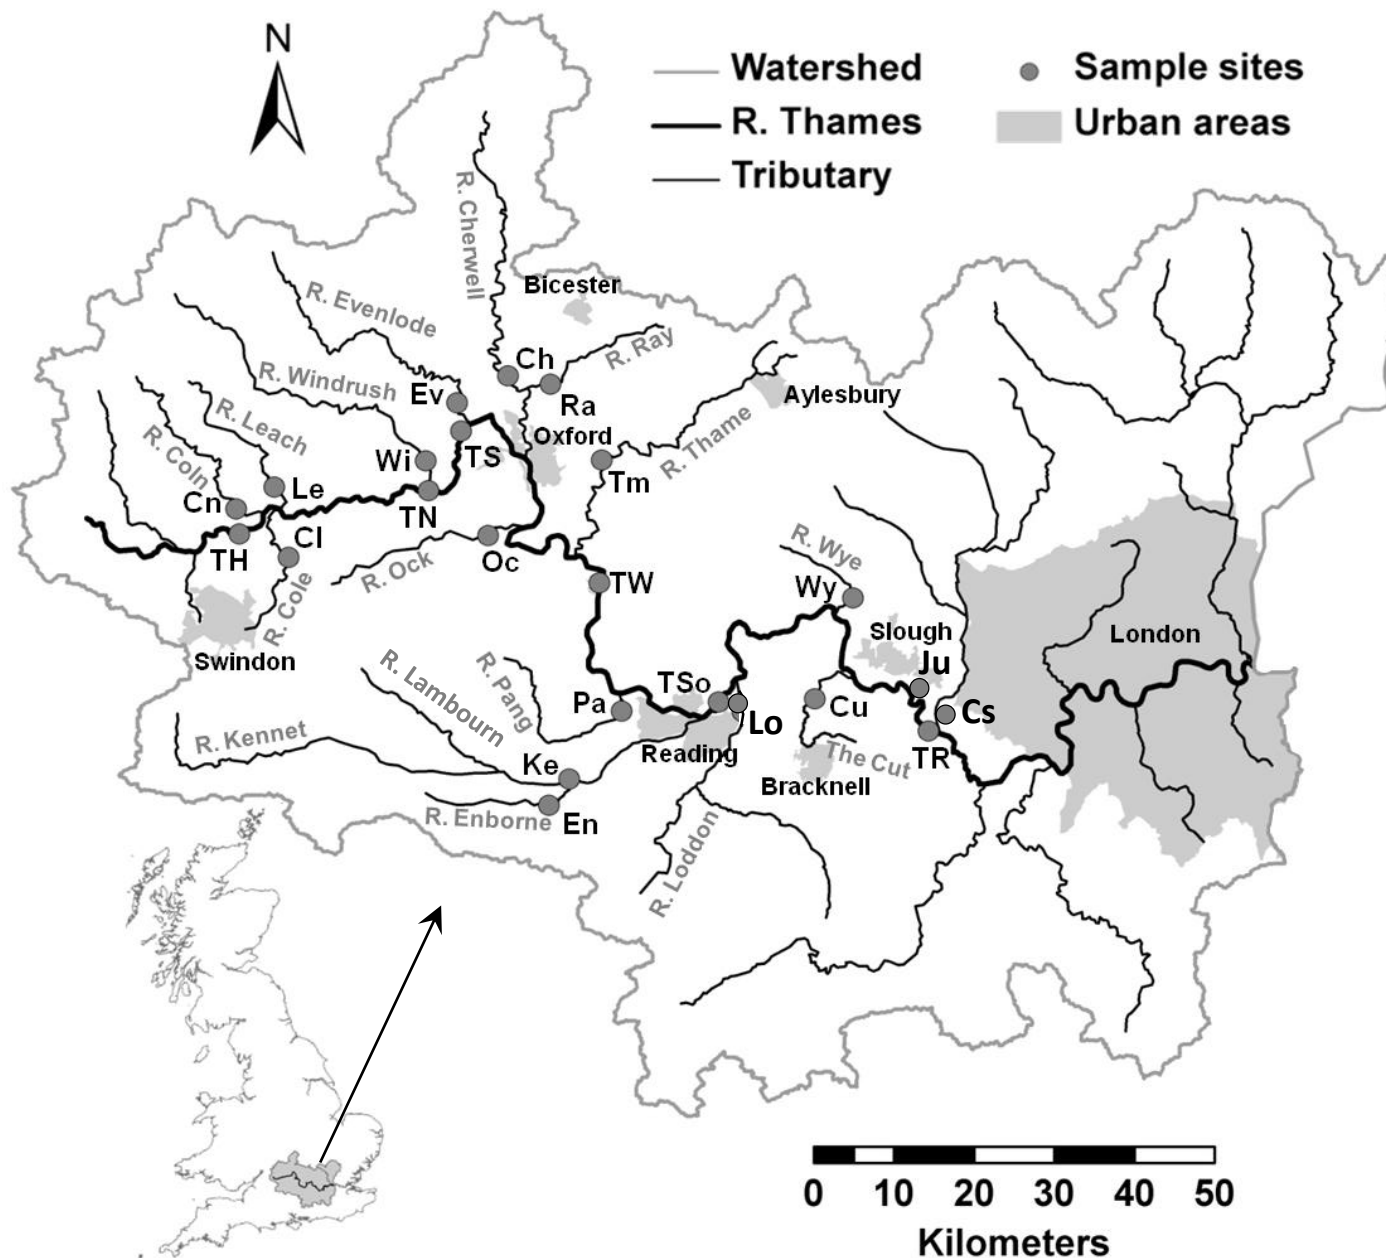 N
Watershed
Sample sites
R. Thames
Urban areas
Tributary
R. Cherwell
Bicester
R. Evenlode
R. Ray
Ch
R. Windrush
Ev
Ra
Aylesbury
R. Leach
Oxford
R. Thame
R. Coln
TS
Wi
Tm
Le
Cn
TN
Cl
TH
Oc
R. Ock
TW
R. Wye
Wy
R. Cole
Slough
London
Swindon
Ju
R. Lambourn
R. Pang
TSo
Pa
Cu
Cs
Lo
R. Kennet
Reading
The Cut
TR
Ke
Bracknell
R. Enborne
En
R. Loddon
0 10 20 30 40 50
Kilometers